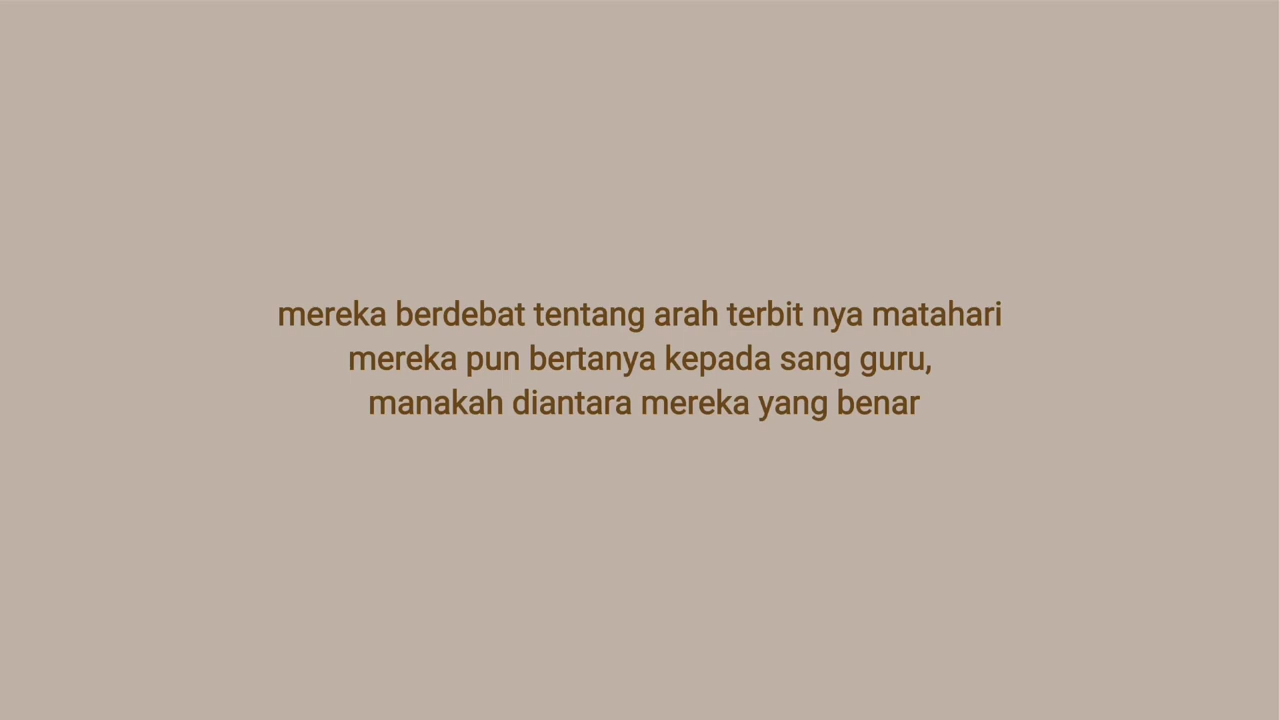 mereka berdebat tentang arah terbit nya matahari
mereka pun bertanya kepada sang guru,
manakah diantara mereka yang benar